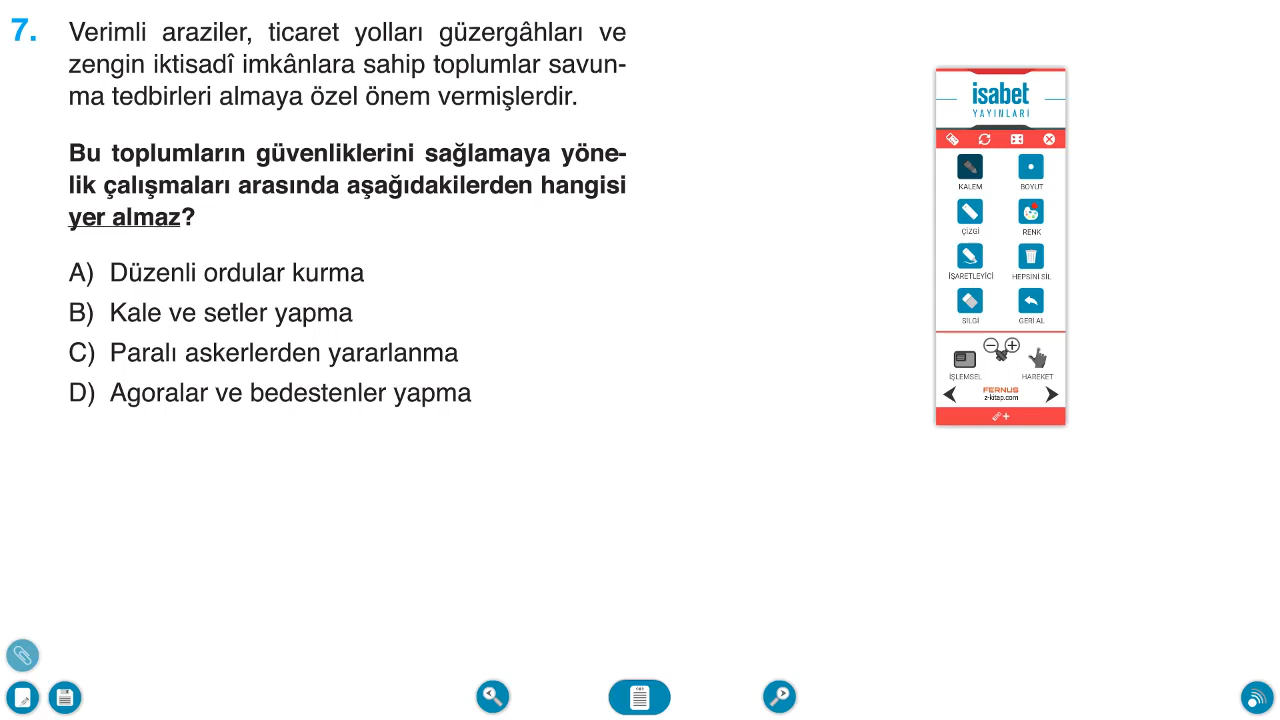 7. Verimli araziler, ticaret yolları güzergâhları ve
zengin iktisadî imkânlara sahip toplumlar savun-
ma tedbirleri almaya özel önem vermişlerdir.
Bu toplumların güvenliklerini sağlamaya yöne-
lik çalışmaları arasında aşağıdakilerden hangisi
yer almaz?
A) Düzenli ordular kurma
B) Kale ve setler yapma
C) Paralı askerlerden yararlanma
D) Agoralar ve bedestenler yapma
isabet
YAYINLARI
KALEM
BOYUT
ÇİZGİ
RENK
İŞARETLEYİCİ
HEPSİNİ SİL
SİLGİ
GERİ AL
İŞLEMSEL
HAREKET
FERNUS
z-kitap.com